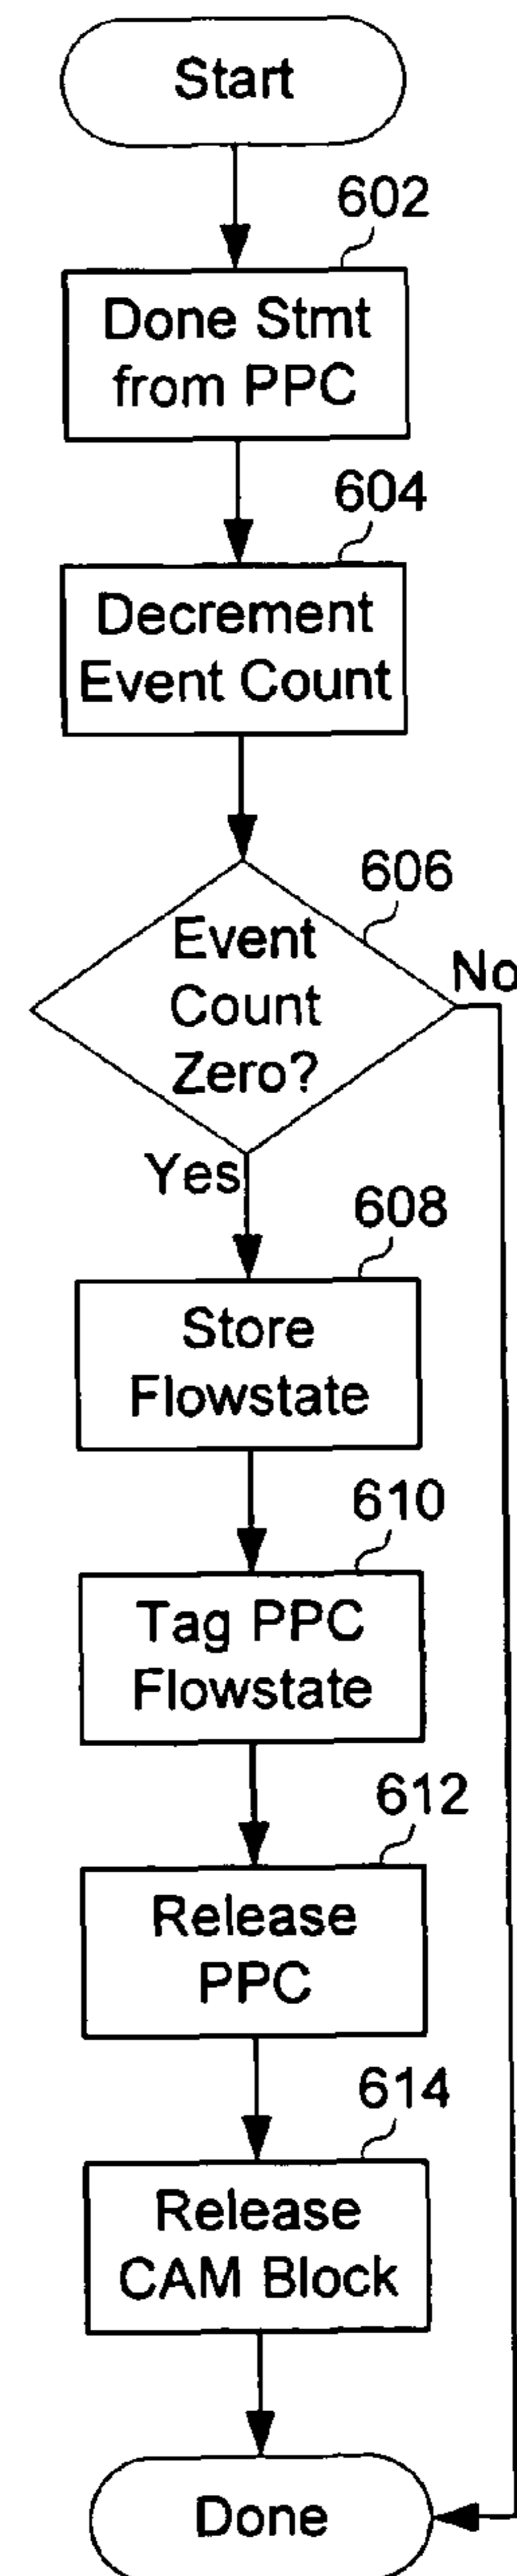 Start
602
Done Stmt
from PPC
604
Decrement
Event Count
606
Event
Count
Zero?
No
Yes
608
Store
Flowstate
610
Tag PPC
Flowstate
612
Release
PPC
614
Release
CAM Block
Done